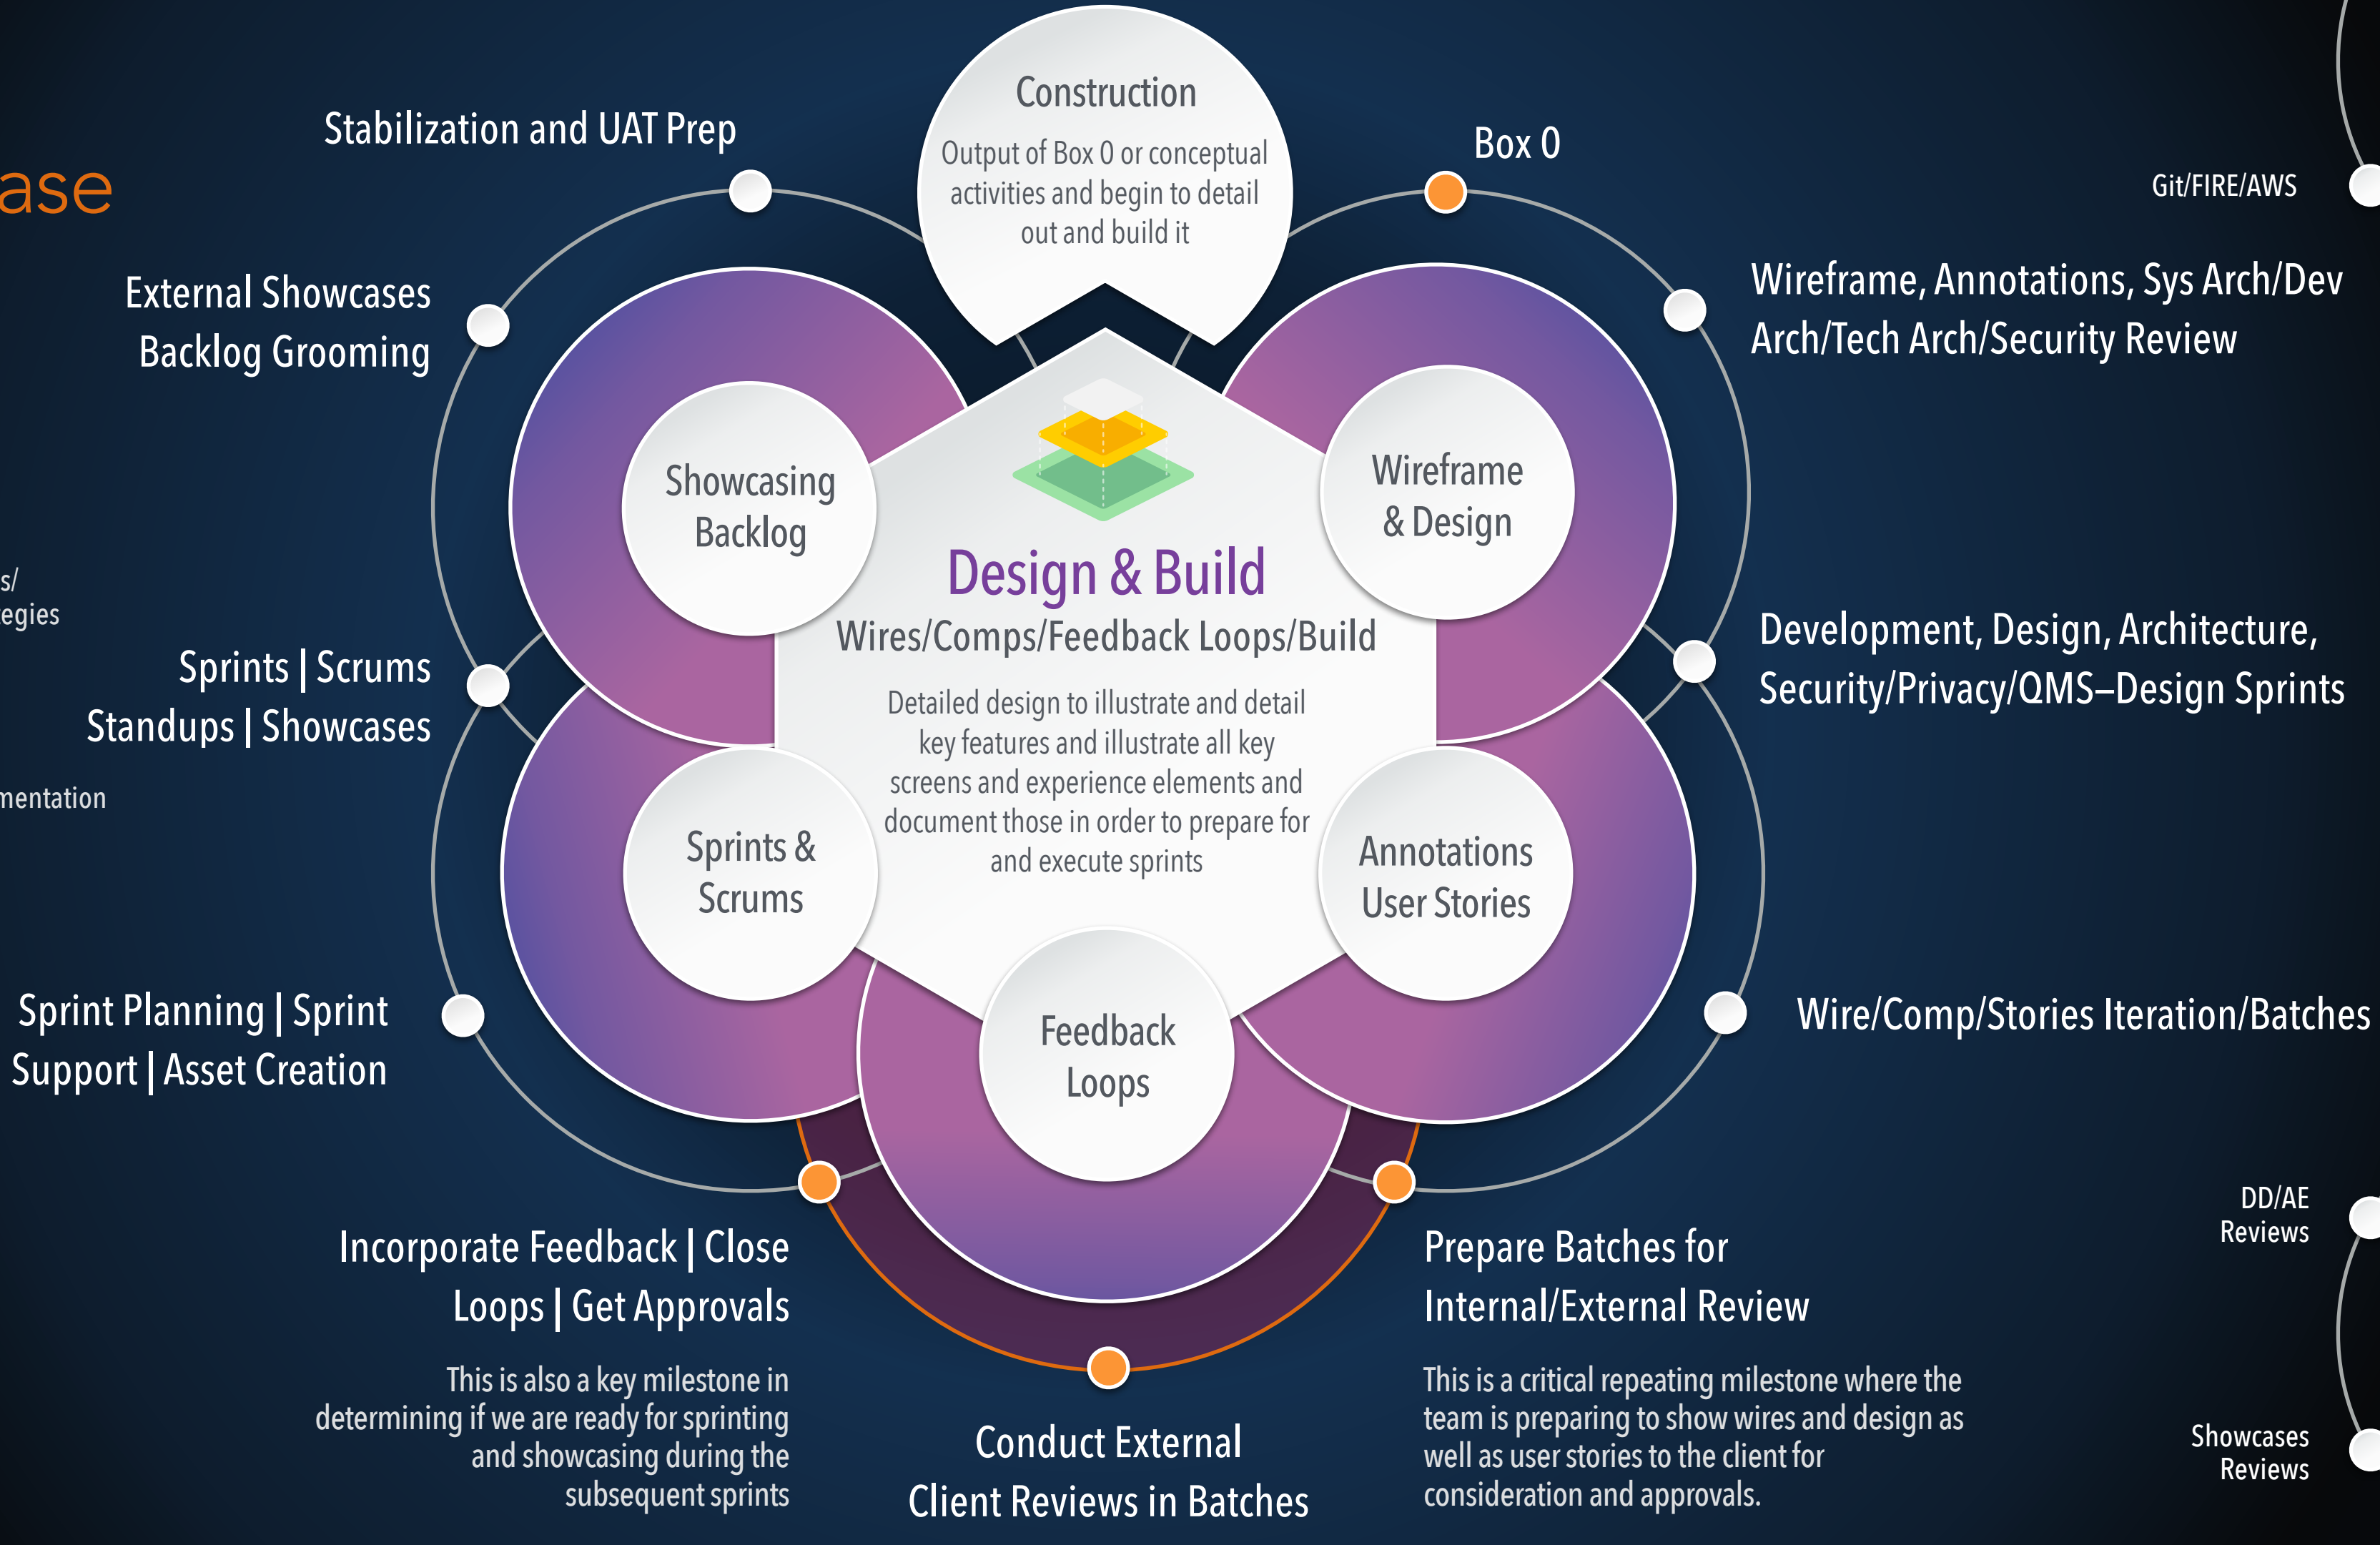 Construction
Output of Box 0 or conceptual
activities and begin to detail
out and build it
Stabilization and UAT Prep
Box 0
Git/FIRE/AWS
ase
External Showcases
Backlog Grooming
Wireframe, Annotations, Sys Arch/Dev
Arch/Tech Arch/Security Review
Showcasing
Backlog
Wireframe
& Design
Design & Build
Wires/Comps/Feedback Loops/Build
Detailed design to illustrate and detail
key features and illustrate all key
screens and experience elements and
document those in order to prepare for
and execute sprints
s/
tegies
Sprints | Scrums
Standups | Showcases
Development, Design, Architecture,
Security/Privacy/QMS–Design Sprints
mentation
Sprints &
Scrums
Annotations
User Stories
Sprint Planning | Sprint
Support | Asset Creation
Feedback
Loops
Wire/Comp/Stories Iteration/Batches
DD/AE
Reviews
Incorporate Feedback | Close
Loops | Get Approvals
This is also a key milestone in
determining if we are ready for sprinting
and showcasing during the
subsequent sprints
Conduct External
Client Reviews in Batches
Prepare Batches for
Internal/External Review
This is a critical repeating milestone where the
team is preparing to show wires and design as
well as user stories to the client for
consideration and approvals.
Showcases
Reviews